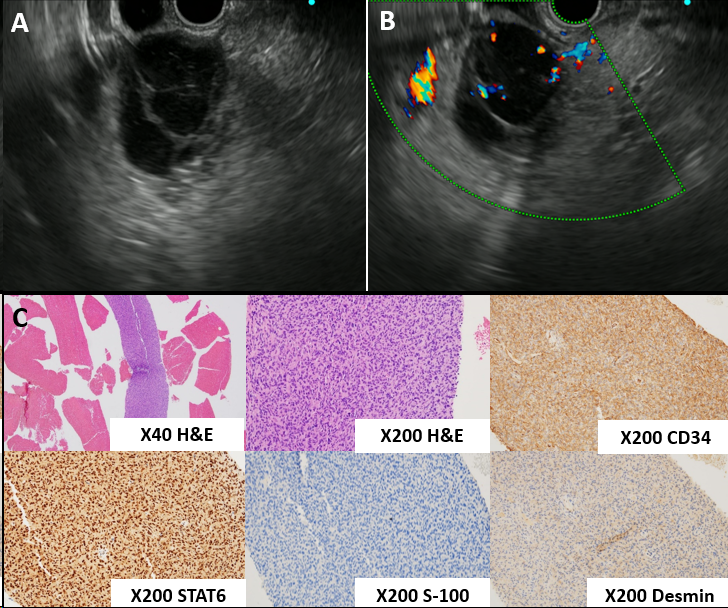 A
B
C
X40 H&E
X200 H&E
X200 CD34
X200 STAT6
X200 S-100
X200 Desmin